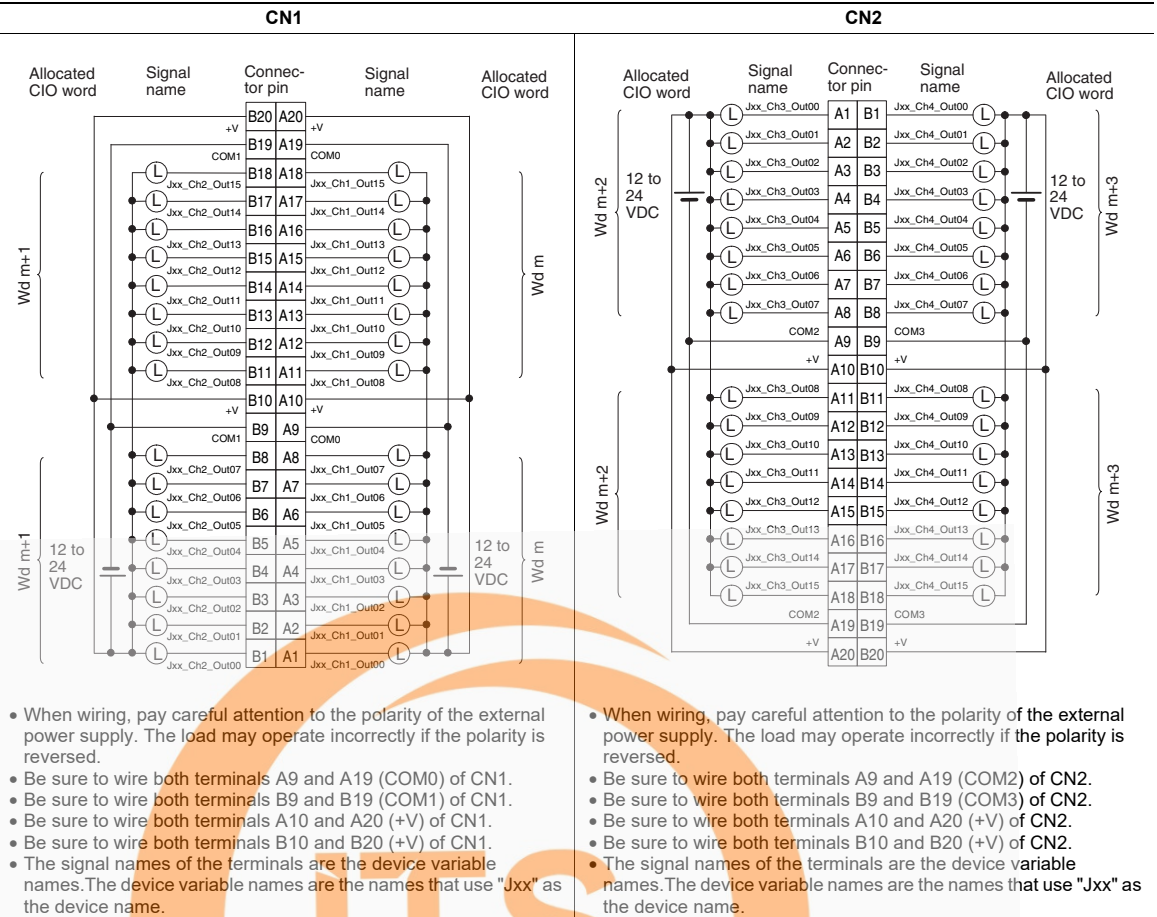 CN1
CN2
Allocated CIO word
Signal name
Connec-tor pin
Signal name
Allocated CIO word
B20 A20
+V +V
B19 A19
COM1 COM0
B18 A18
Jxx_Ch2_Out15 Jxx_Ch1_Out15
B17 A17
Jxx_Ch2_Out14 Jxx_Ch1_Out14
B16 A16
Jxx_Ch2_Out13 Jxx_Ch1_Out13
B15 A15
Jxx_Ch2_Out12 Jxx_Ch1_Out12
B14 A14
Jxx_Ch2_Out11 Jxx_Ch1_Out11
B13 A13
Jxx_Ch2_Out10 Jxx_Ch1_Out10
B12 A12
Jxx_Ch2_Out09 Jxx_Ch1_Out09
B11 A11
Jxx_Ch2_Out08 Jxx_Ch1_Out08
B10 A10
+V +V
B9 A9
COM1 COM0
B8 A8
Jxx_Ch2_Out07 Jxx_Ch1_Out07
B7 A7
Jxx_Ch2_Out06 Jxx_Ch1_Out06
B6 A6
Jxx_Ch2_Out05 Jxx_Ch1_Out05
B5 A5
Jxx_Ch2_Out04 Jxx_Ch1_Out04
B4 A4
Jxx_Ch2_Out03 Jxx_Ch1_Out03
B3 A3
Jxx_Ch2_Out02 Jxx_Ch1_Out02
B2 A2
Jxx_Ch2_Out01 Jxx_Ch1_Out01
B1 A1
Jxx_Ch2_Out00 Jxx_Ch1_Out00
L L L L L L L L L L L L L L L L
L L L L L L L L L L L L L L L L
Wd m+1
Wd m
Wd m+1
12 to
24
VDC
12 to
24
VDC
Wd m
• When wiring, pay careful attention to the polarity of the external
power supply. The load may operate incorrectly if the polarity is
reversed.
• Be sure to wire both terminals A9 and A19 (COM0) of CN1.
• Be sure to wire both terminals B9 and B19 (COM1) of CN1.
• Be sure to wire both terminals A10 and A20 (+V) of CN1.
• Be sure to wire both terminals B10 and B20 (+V) of CN1.
• The signal names of the terminals are the device variable
names.The device variable names are the names that use "Jxx" as
the device name.
Allocated CIO word
Signal name
Connec-tor pin
Signal name
Allocated CIO word
Jxx_Ch3_Out00 A1 B1 Jxx_Ch4_Out00
Jxx_Ch3_Out01 A2 B2 Jxx_Ch4_Out01
Jxx_Ch3_Out02 A3 B3 Jxx_Ch4_Out02
Jxx_Ch3_Out03 A4 B4 Jxx_Ch4_Out03
Jxx_Ch3_Out04 A5 B5 Jxx_Ch4_Out04
Jxx_Ch3_Out05 A6 B6 Jxx_Ch4_Out05
Jxx_Ch3_Out06 A7 B7 Jxx_Ch4_Out06
Jxx_Ch3_Out07 A8 B8 Jxx_Ch4_Out07
COM2 A9 B9 COM3
+V A10 B10 +V
Jxx_Ch3_Out08 A11 B11 Jxx_Ch4_Out08
Jxx_Ch3_Out09 A12 B12 Jxx_Ch4_Out09
Jxx_Ch3_Out10 A13 B13 Jxx_Ch4_Out10
Jxx_Ch3_Out11 A14 B14 Jxx_Ch4_Out11
Jxx_Ch3_Out12 A15 B15 Jxx_Ch4_Out12
Jxx_Ch3_Out13 A16 B16 Jxx_Ch4_Out13
Jxx_Ch3_Out14 A17 B17 Jxx_Ch4_Out14
Jxx_Ch3_Out15 A18 B18 Jxx_Ch4_Out15
COM2 A19 B19 COM3
+V A20 B20 +V
L L L L L L L L L L L L L L L L
L L L L L L L L L L L L L L L L
Wd m+2
12 to
24
VDC
12 to
24
VDC
Wd m+3
Wd m+2
Wd m+3
• When wiring, pay careful attention to the polarity of the external
power supply. The load may operate incorrectly if the polarity is
reversed.
• Be sure to wire both terminals A9 and A19 (COM2) of CN2.
• Be sure to wire both terminals B9 and B19 (COM3) of CN2.
• Be sure to wire both terminals A10 and A20 (+V) of CN2.
• Be sure to wire both terminals B10 and B20 (+V) of CN2.
• The signal names of the terminals are the device variable
names.The device variable names are the names that use "Jxx" as
the device name.
iTS